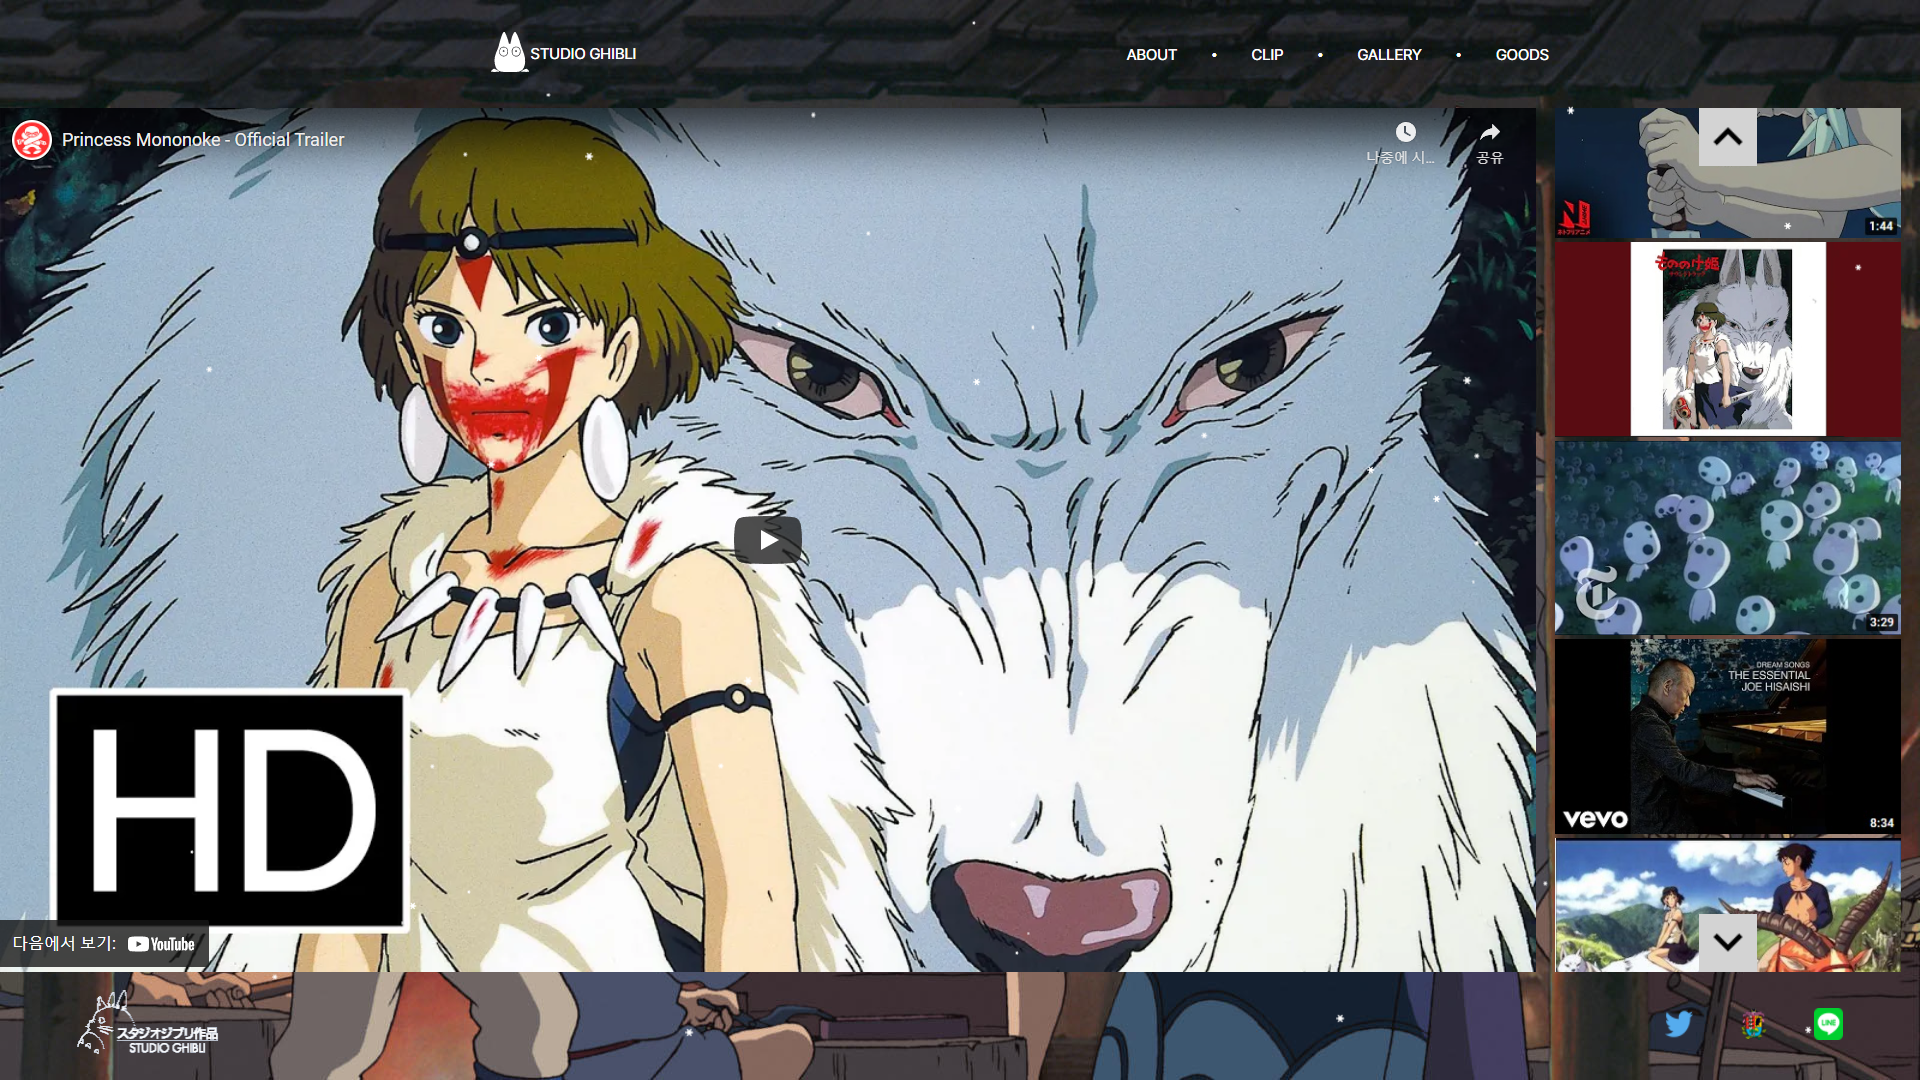 STUDIO GHIBLI
ABOUT • CLIP • GALLERY • GOODS
Princess Mononoke - Official Trailer
나중에 시...
공유
1:44
もののけ姫
3:29
DREAM SONGS
THE ESSENTIAL
JOE HISAISHI
vevo
8:34
HD
다음에서 보기: YouTube
スタジオジブリ作品
STUDIO GHIBLI
LINE